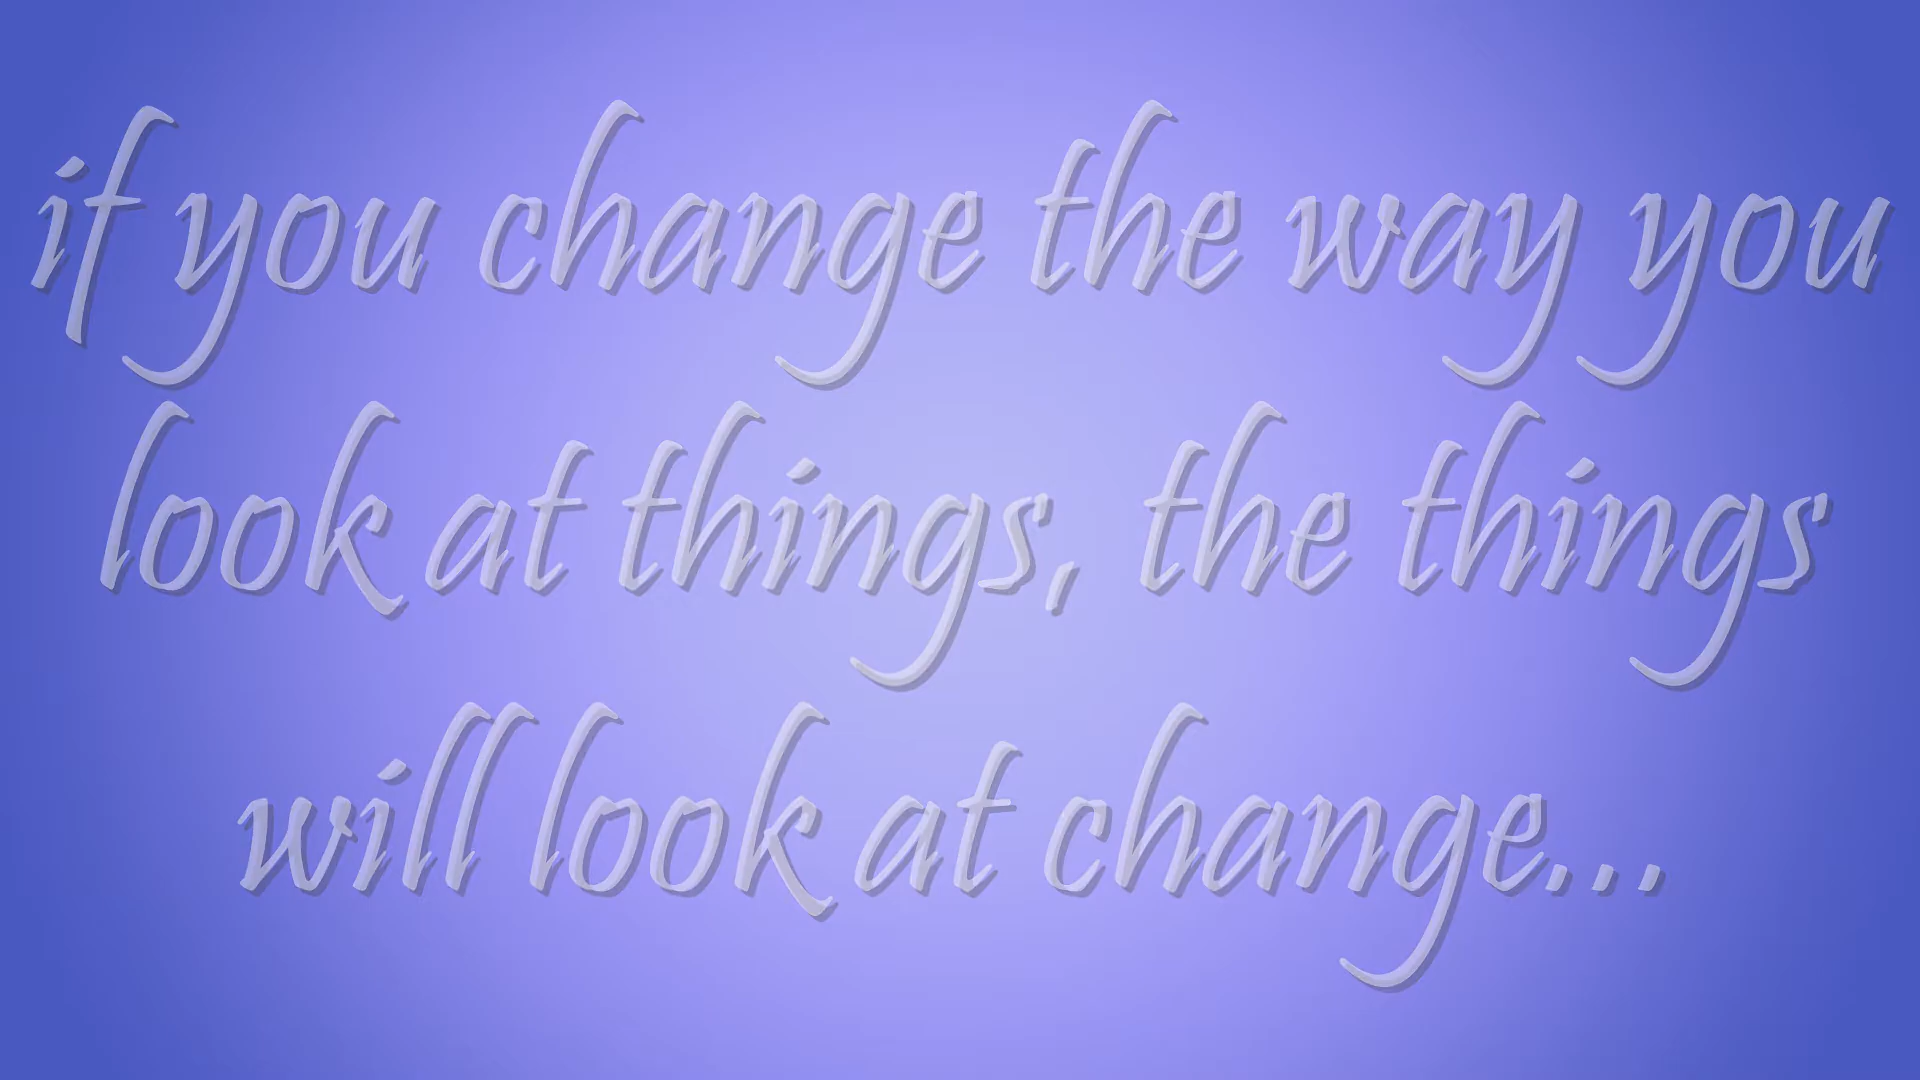 if you change the way you
look at things, the things
will look at change...